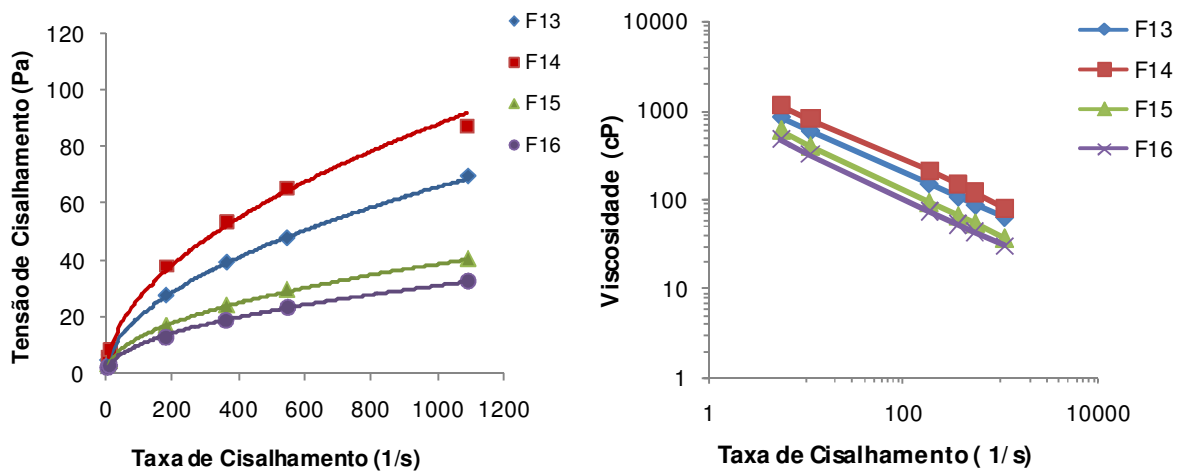 Tensão de Cisalhamento (Pa)
120
100
80
60
40
20
0
0 200 400 600 800 1000 1200
Taxa de Cisalhamento (1/s)
F13
F14
F15
F16
Viscosidade (cP)
10000
1000
100
10
1
1 100 10000
Taxa de Cisalhamento ( 1/ s)
F13
F14
F15
F16